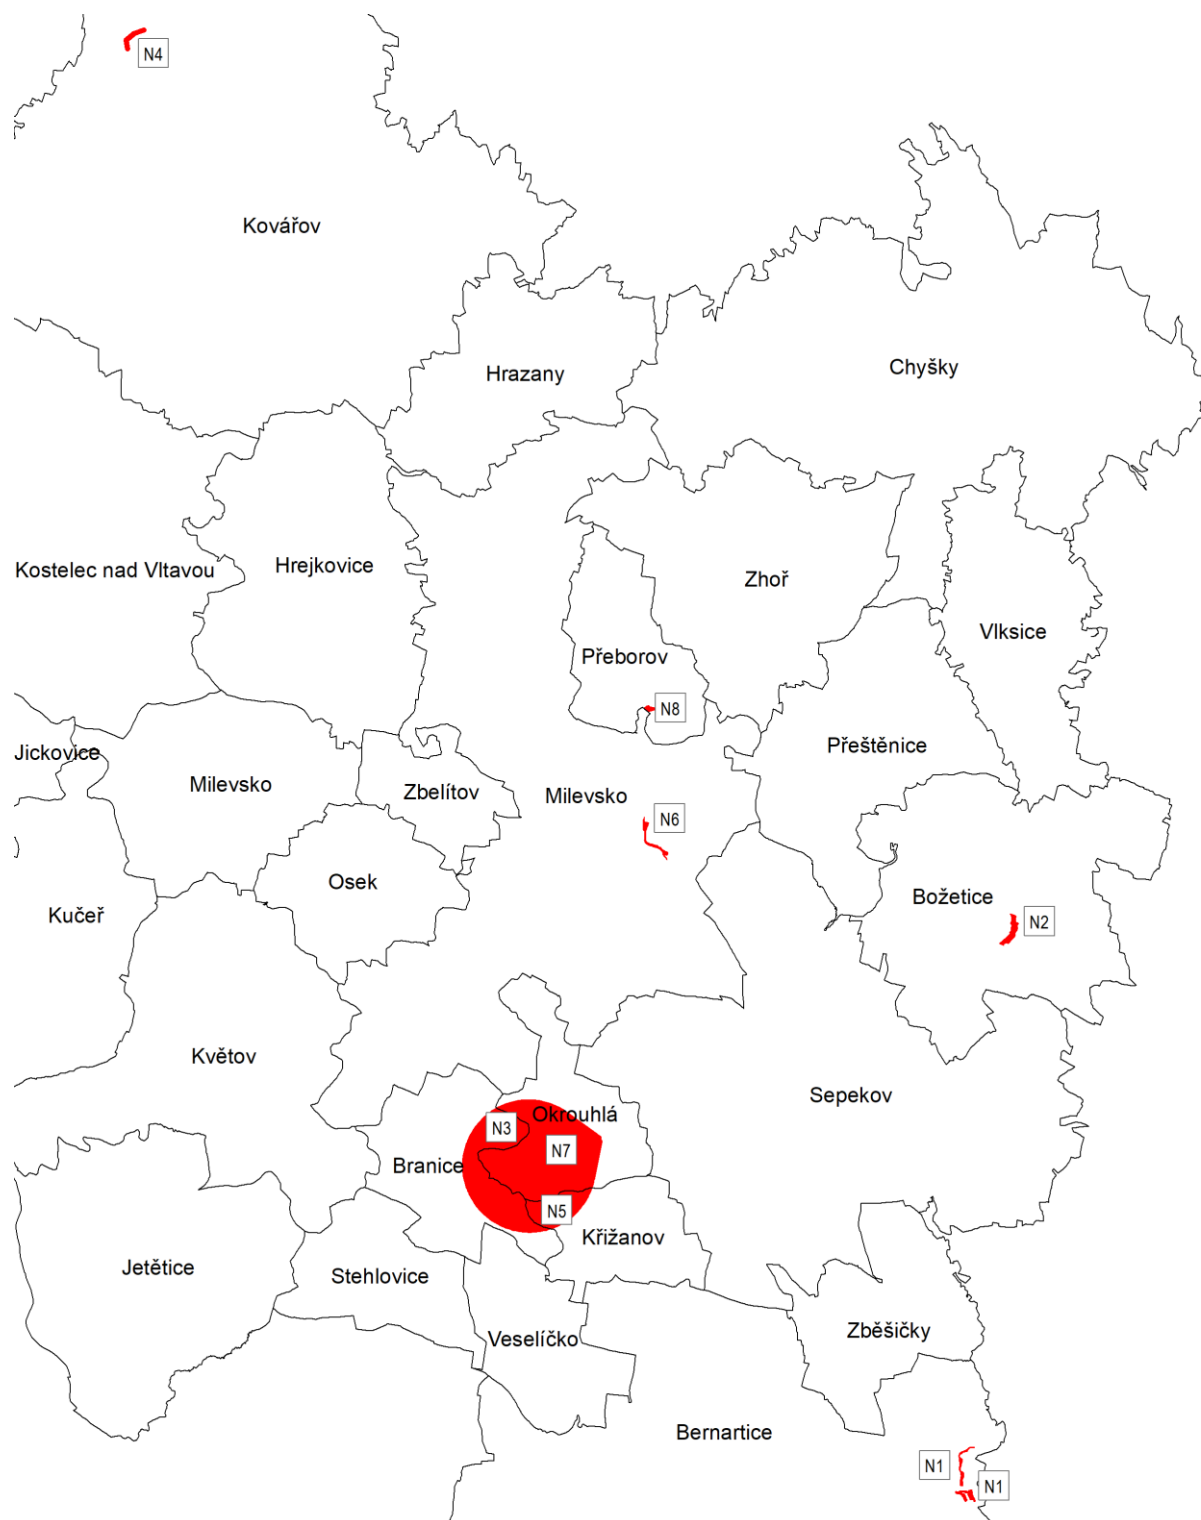 N4
Kovářov
Chyšky
Hrazany
Hrejkovice
Kostelec nad Vltavou
Zhoř
Vlksice
Přeborov
N8
Přeštěnice
Jickovice
Milevsko
Zbelítov
Milevsko
N6
Osek
Božetice
Kučeř
N2
Květov
Sepekov
Okrouhlá
N3
N7
Branice
N5
Křižanov
Jetětice
Stehlovice
Veselíčko
Zběšičky
Bernartice
N1
N1